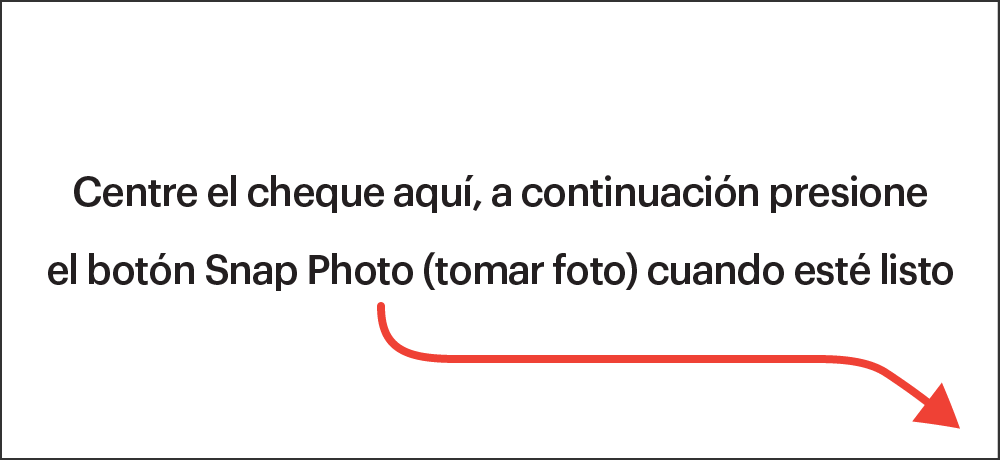 Centre el cheque aquí, a continuación presione
el botón Snap Photo (tomar foto) cuando esté listo